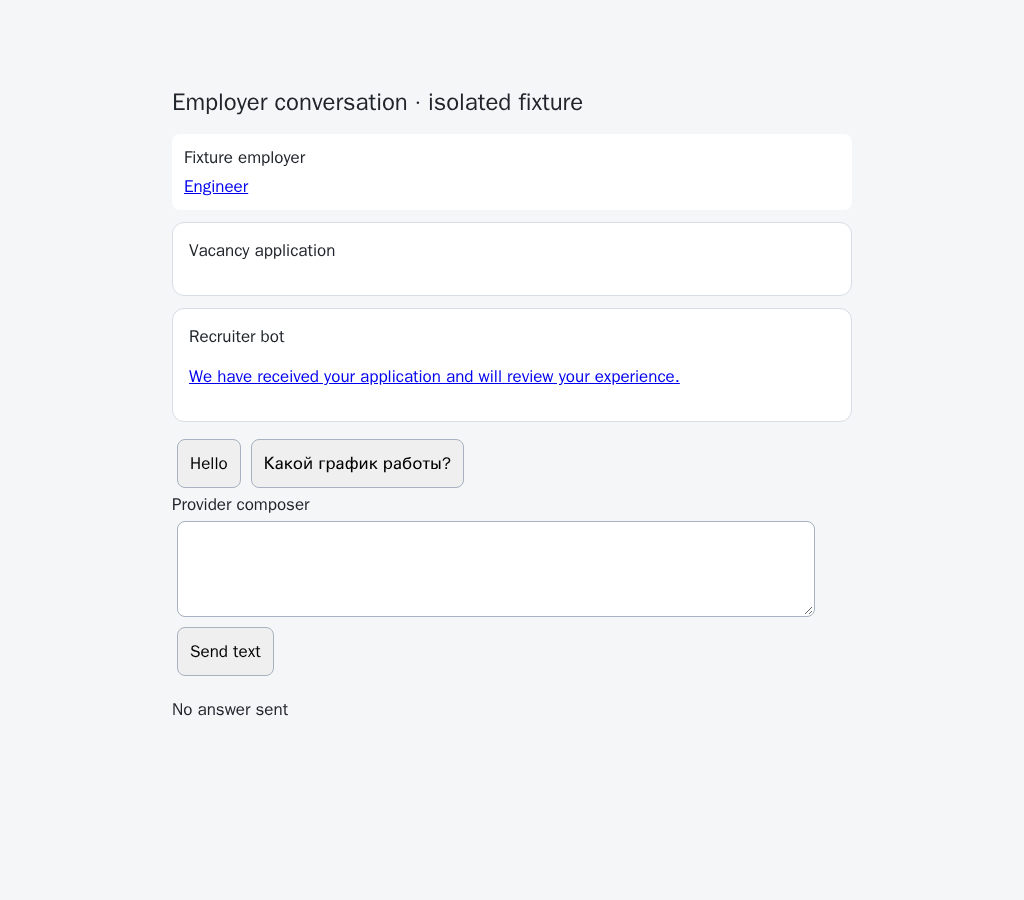 Employer conversation · isolated fixture
Fixture employer
Engineer
Vacancy application
Recruiter bot
We have received your application and will review your experience.
Hello
Какой график работы?
Provider composer
Send text
No answer sent